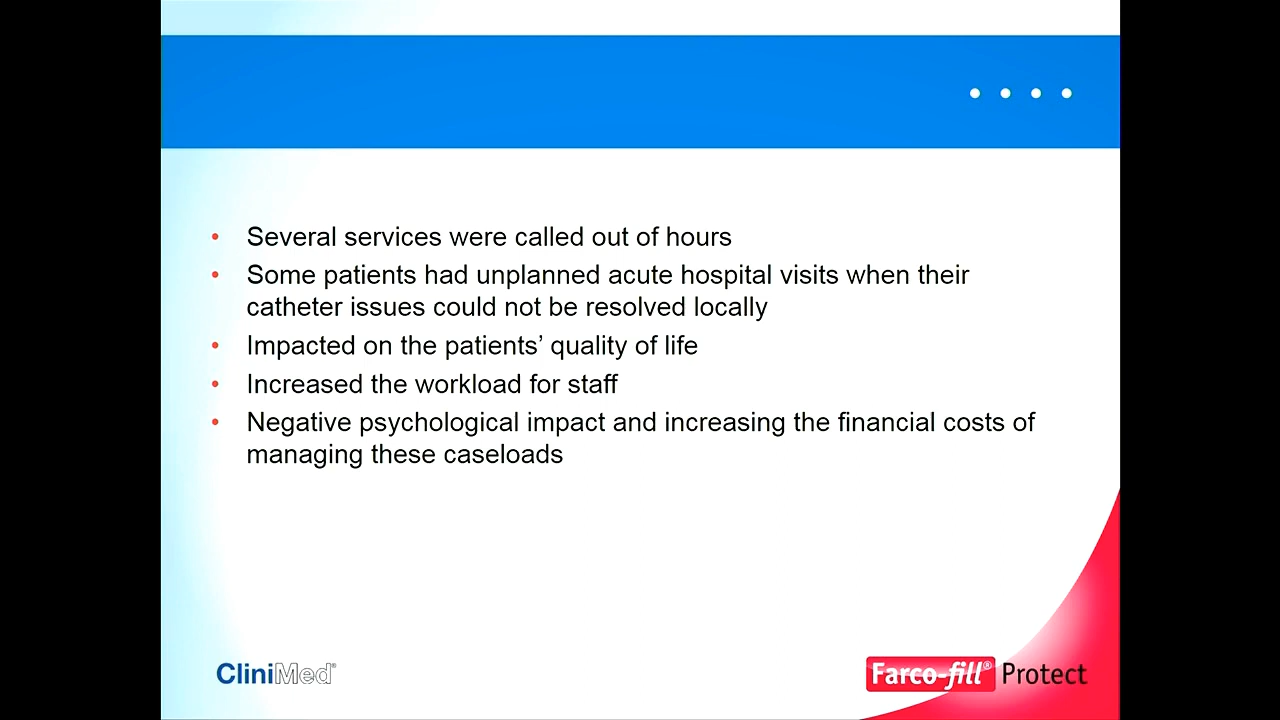 • Several services were called out of hours
• Some patients had unplanned acute hospital visits when their
catheter issues could not be resolved locally
• Impacted on the patients’ quality of life
• Increased the workload for staff
• Negative psychological impact and increasing the financial costs of
managing these caseloads
CliniMed®
Farco-fill® Protect